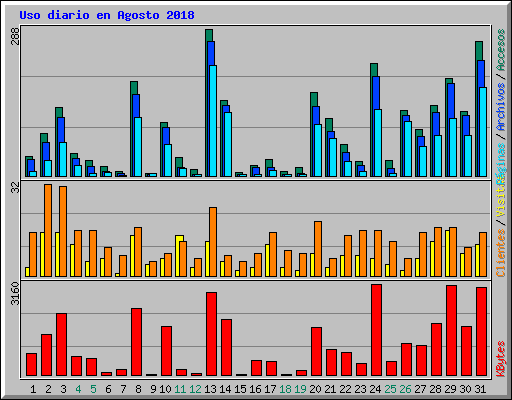 Uso diario en Agosto 2018
288
32
3160
Clientes / Visitas
Páginas / Archivos / Accesos
KBytes
1 2 3 4 5 6 7 8 9 10 11 12 13 14 15 16 17 18 19 20 21 22 23 24 25 26 27 28 29 30 31